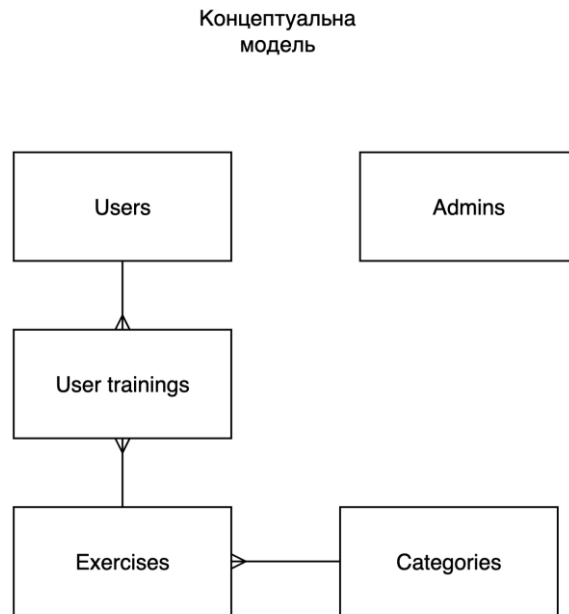 Концептуальна
модель
Users
Admins
User trainings
Exercises
Categories